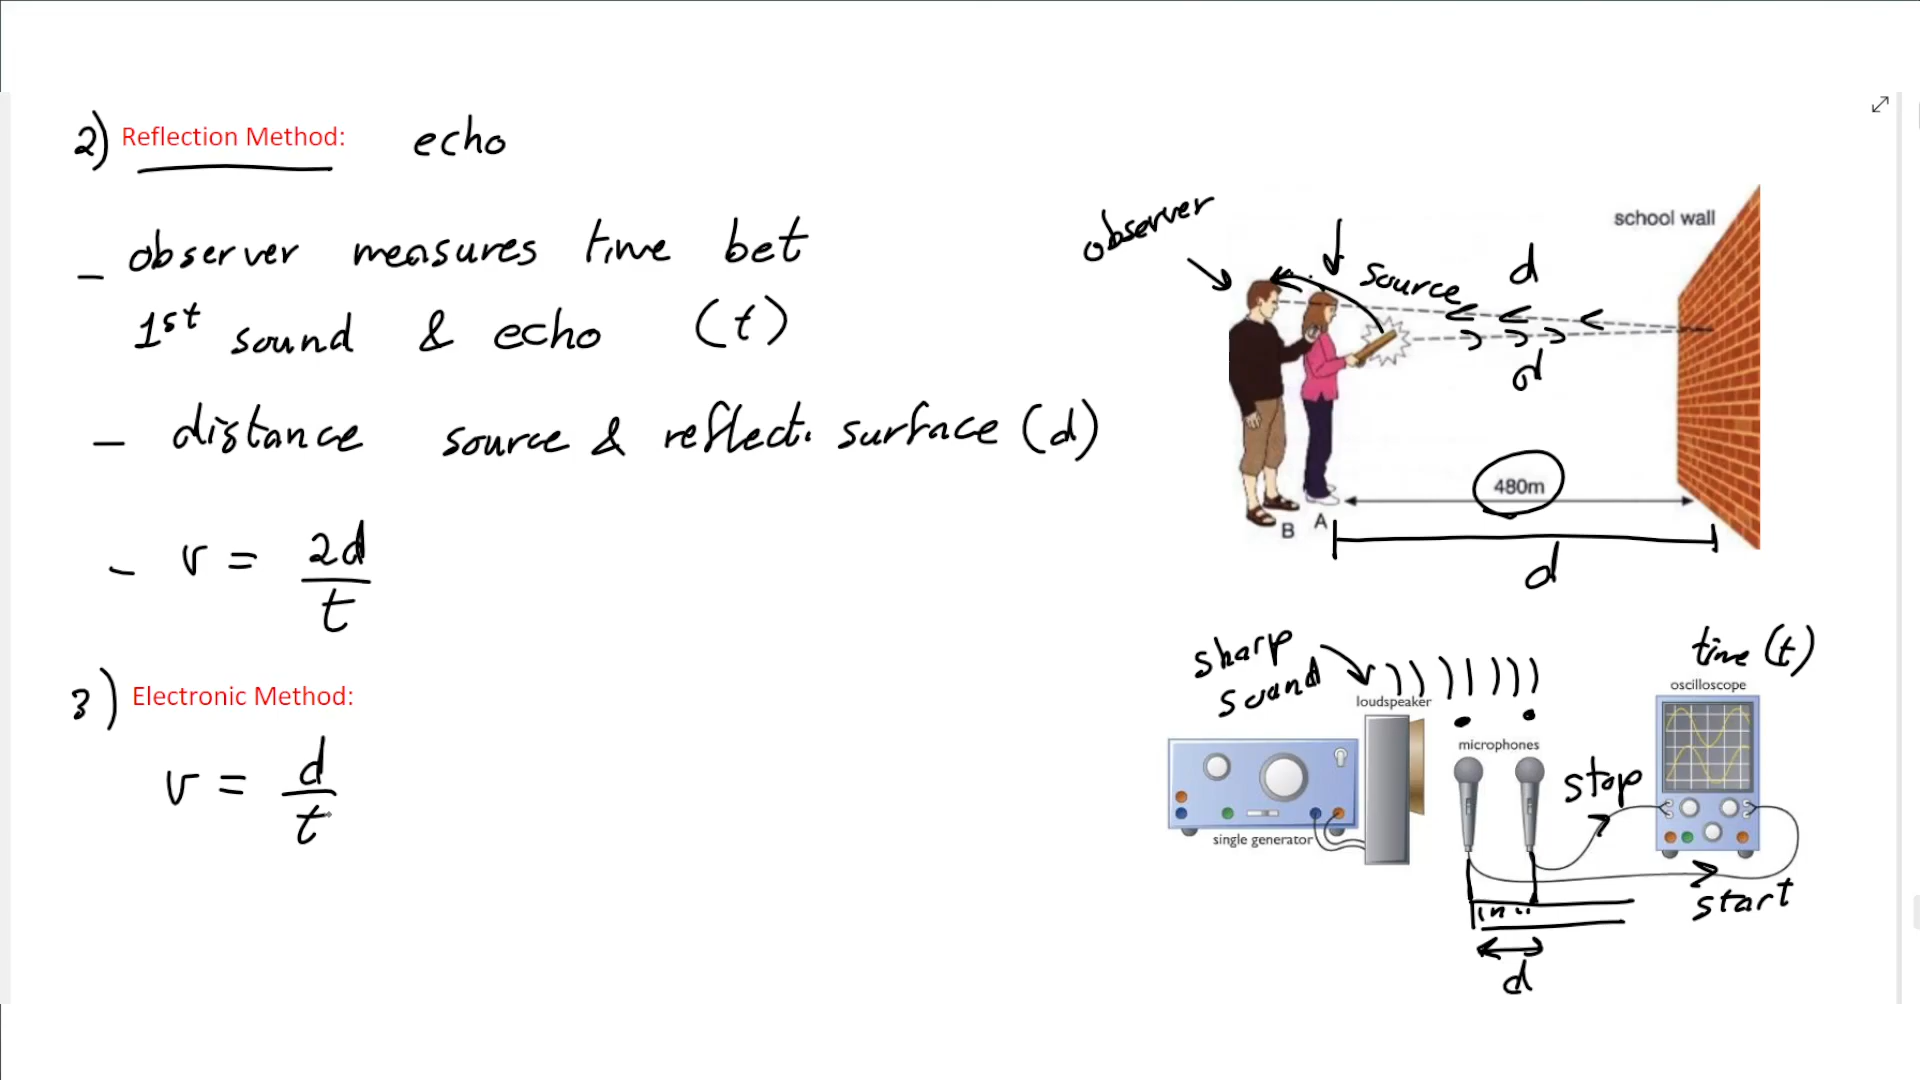 2) Reflection Method: echo
- observer measures time bet
1st sound & echo (t)
- distance source & reflect. surface (d)
- v = 2d
t
3) Electronic Method:
v = d
t
observer
source
d
school wall
d
480m
B A
d
sharp
sound
time (t)
loudspeaker
oscilloscope
microphones
stop
single generator
start
d